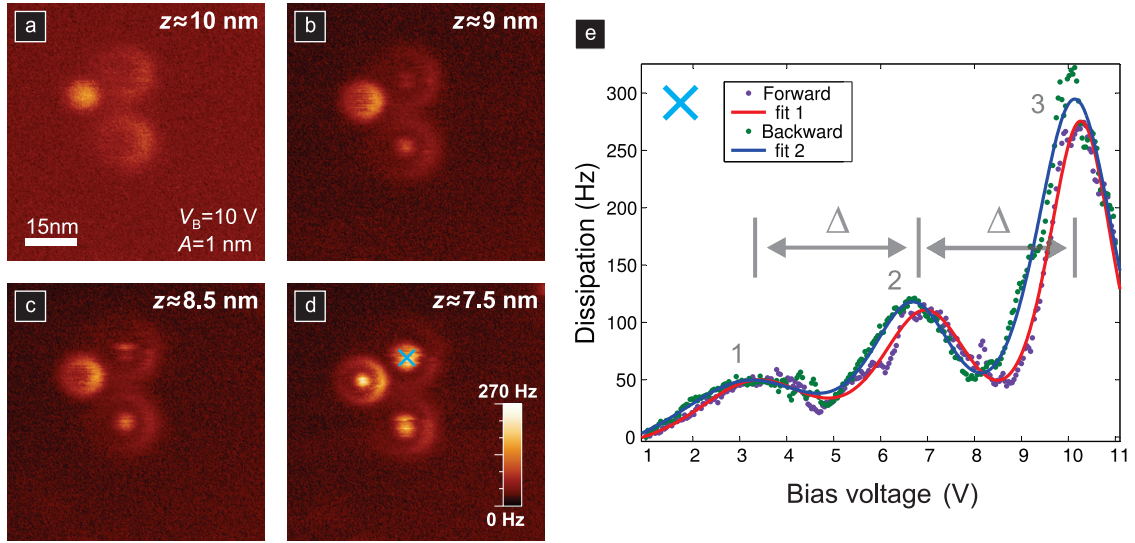 a
z≈10 nm
V_B=10 V
A=1 nm
15nm
b
z≈9 nm
c
z≈8.5 nm
d
z≈7.5 nm
270 Hz
0 Hz
e
Forward
fit 1
Backward
fit 2
Dissipation (Hz)
300
250
200
150
100
50
0
1
2
3
Δ
Δ
1 2 3 4 5 6 7 8 9 10 11
Bias voltage (V)